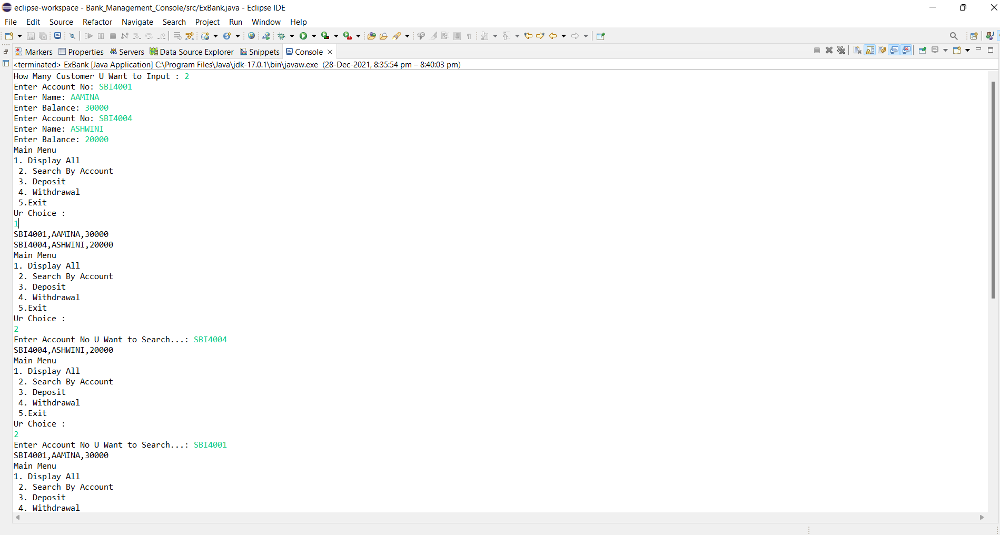 eclipse-workspace - Bank_Management_Console/src/ExBank.java - Eclipse IDE
File Edit Source Refactor Navigate Search Project Run Window Help
Markers Properties Servers Data Source Explorer Snippets Console
<terminated> ExBank [Java Application] C:\Program Files\Java\jdk-17.0.1\bin\javaw.exe (28-Dec-2021, 8:35:54 pm – 8:40:03 pm)
How Many Customer U Want to Input : 2
Enter Account No: SBI4001
Enter Name: AAMINA
Enter Balance: 30000
Enter Account No: SBI4004
Enter Name: ASHWINI
Enter Balance: 20000
Main Menu
1. Display All
2. Search By Account
3. Deposit
4. Withdrawal
5.Exit
Ur Choice :
1
SBI4001,AAMINA,30000
SBI4004,ASHWINI,20000
Main Menu
1. Display All
2. Search By Account
3. Deposit
4. Withdrawal
5.Exit
Ur Choice :
2
Enter Account No U Want to Search...: SBI4004
SBI4004,ASHWINI,20000
Main Menu
1. Display All
2. Search By Account
3. Deposit
4. Withdrawal
5.Exit
Ur Choice :
2
Enter Account No U Want to Search...: SBI4001
SBI4001,AAMINA,30000
Main Menu
1. Display All
2. Search By Account
3. Deposit
4. Withdrawal